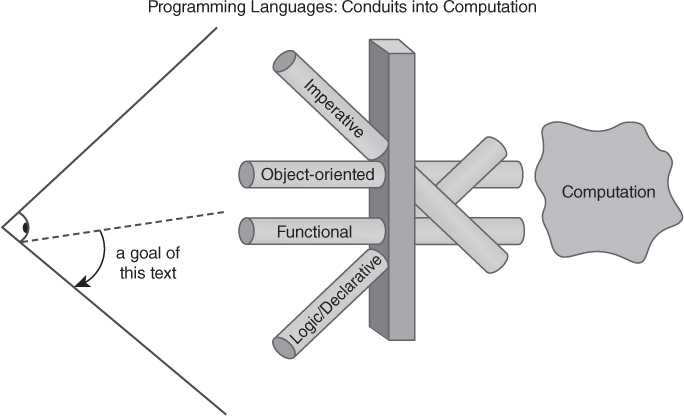 Programming Languages: Conduits into Computation
Imperative
Object-oriented
Computation
Functional
a goal of
this text
Logic/Declarative